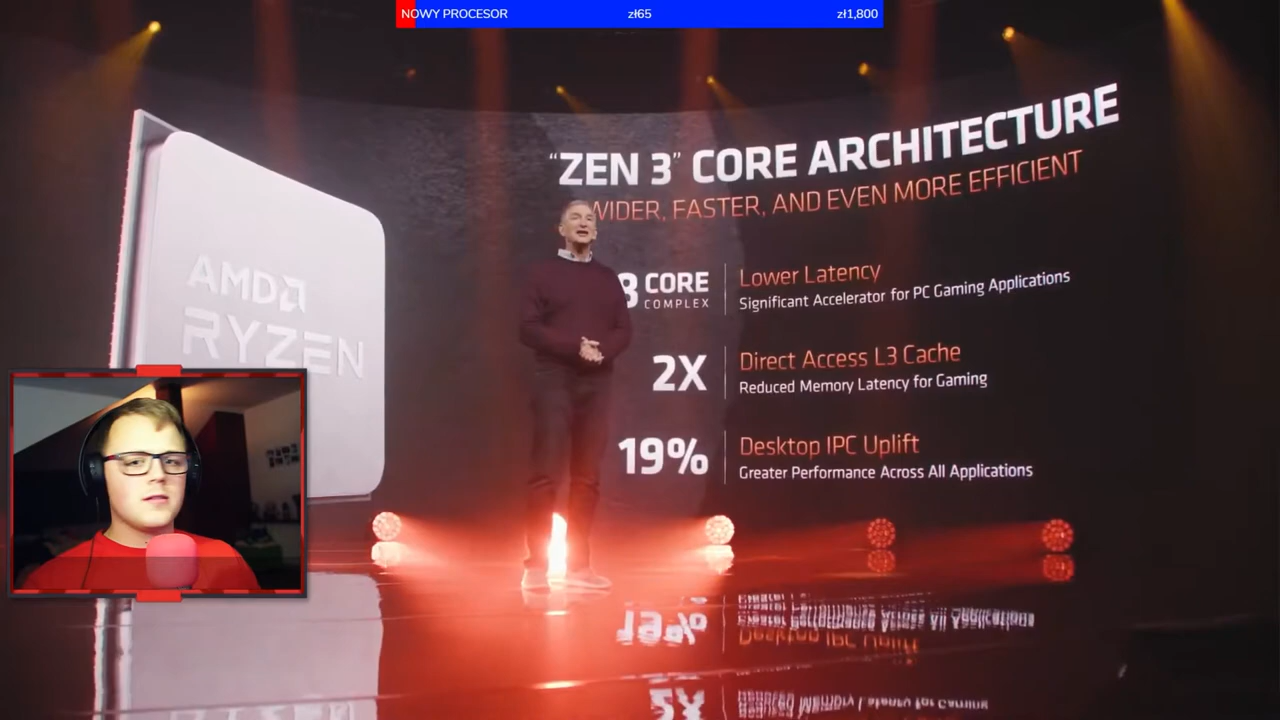 NOWY PROCESOR zł65 zł1,800
"ZEN 3" CORE ARCHITECTURE
WIDER, FASTER, AND EVEN MORE EFFICIENT
AMD
RYZEN
8 CORE
COMPLEX
Lower Latency
Significant Accelerator for PC Gaming Applications
2X
Direct Access L3 Cache
Reduced Memory Latency for Gaming
19%
Desktop IPC Uplift
Greater Performance Across All Applications